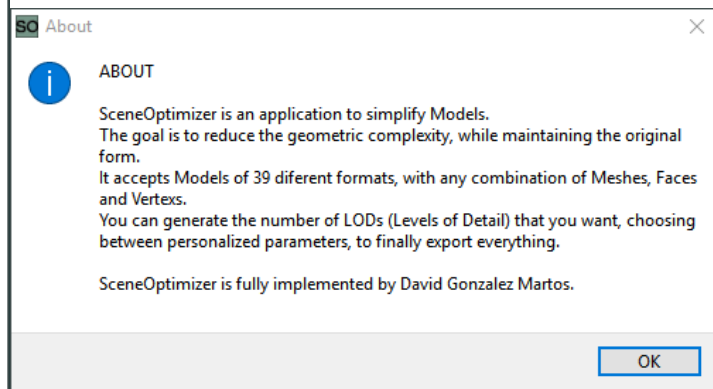 SO About
ABOUT
SceneOptimizer is an application to simplify Models.
The goal is to reduce the geometric complexity, while maintaining the original
form.
It accepts Models of 39 diferent formats, with any combination of Meshes, Faces
and Vertexs.
You can generate the number of LODs (Levels of Detail) that you want, choosing
between personalized parameters, to finally export everything.
SceneOptimizer is fully implemented by David Gonzalez Martos.
OK